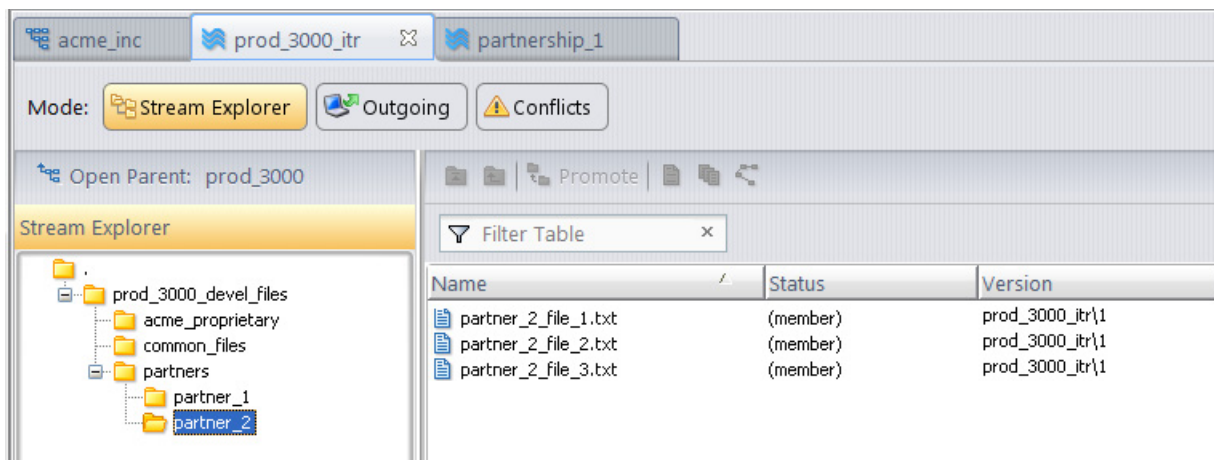 acme_inc prod_3000_itr partnership_1
Mode: Stream Explorer Outgoing Conflicts
Open Parent: prod_3000 Promote
Stream Explorer Filter Table
.
prod_3000_devel_files
acme_proprietary
common_files
partners
partner_1
partner_2
Name Status Version
partner_2_file_1.txt (member) prod_3000_itr\1
partner_2_file_2.txt (member) prod_3000_itr\1
partner_2_file_3.txt (member) prod_3000_itr\1